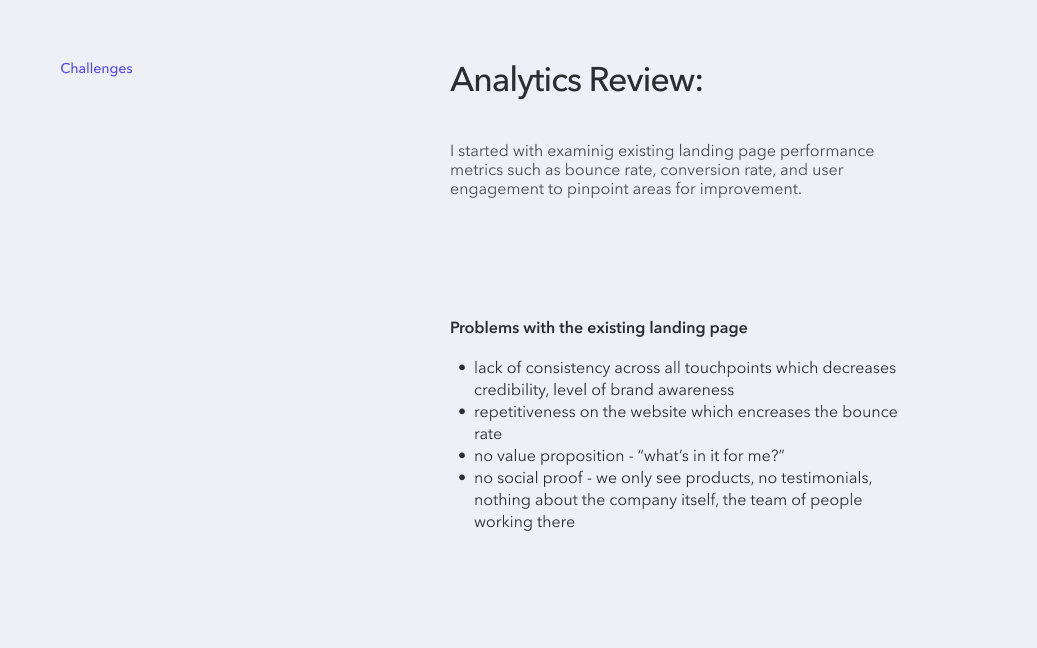 Challenges
Analytics Review:
I started with examinig existing landing page performance
metrics such as bounce rate, conversion rate, and user
engagement to pinpoint areas for improvement.
Problems with the existing landing page
• lack of consistency across all touchpoints which decreases
credibility, level of brand awareness
• repetitiveness on the website which encreases the bounce
rate
• no value proposition - “what’s in it for me?”
• no social proof - we only see products, no testimonials,
nothing about the company itself, the team of people
working there